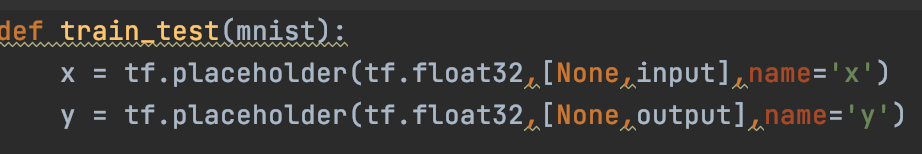 def train_test(mnist):
    x = tf.placeholder(tf.float32,[None,input],name='x')
    y = tf.placeholder(tf.float32,[None,output],name='y')